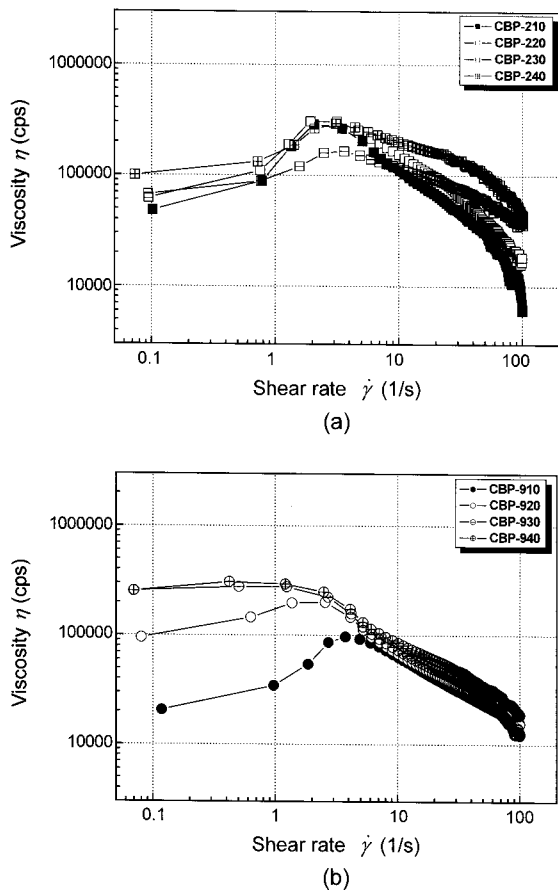 CBP-210
CBP-220
CBP-230
CBP-240
1000000
100000
10000
Viscosity η (cps)
0.1 1 10 100
Shear rate γ̇ (1/s)
(a)
CBP-910
CBP-920
CBP-930
CBP-940
1000000
100000
10000
Viscosity η (cps)
0.1 1 10 100
Shear rate γ̇ (1/s)
(b)